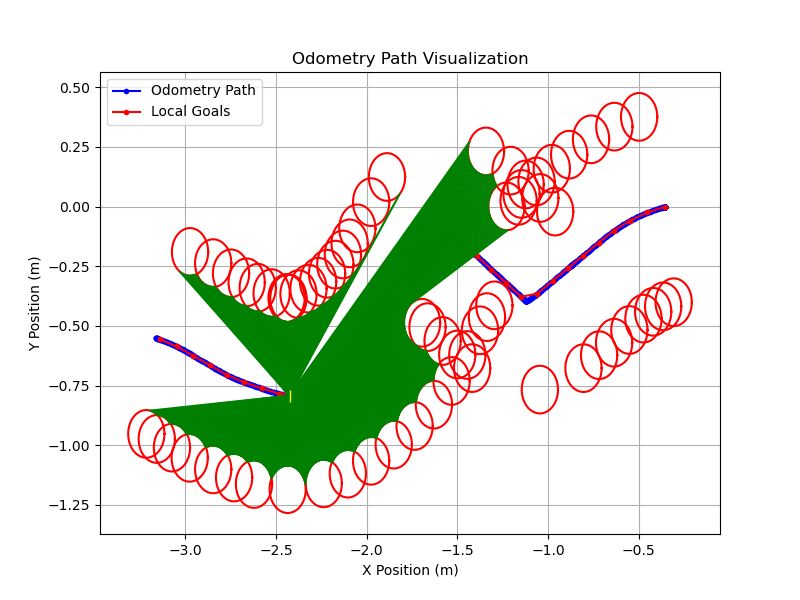 Odometry Path Visualization
Odometry Path
Local Goals
Y Position (m)
0.50
0.25
0.00
−0.25
−0.50
−0.75
−1.00
−1.25
−3.0 −2.5 −2.0 −1.5 −1.0 −0.5
X Position (m)